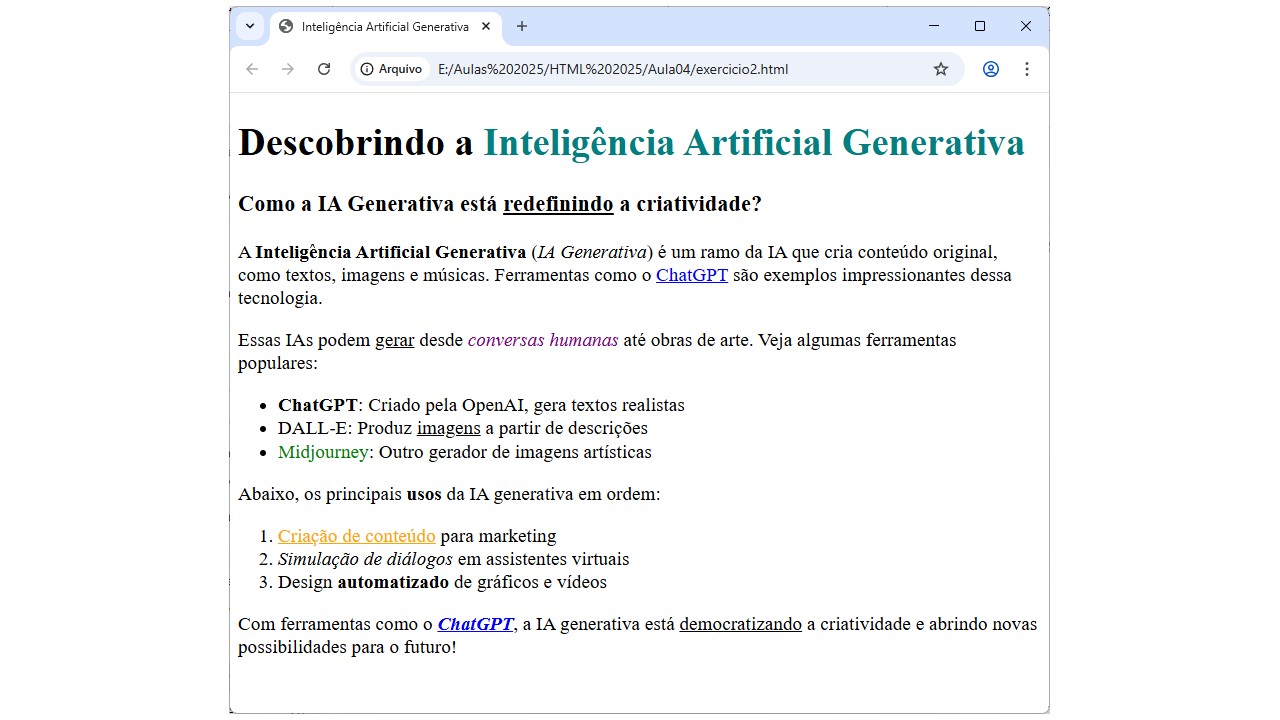 Inteligência Artificial Generativa
Arquivo E:/Aulas%202025/HTML%202025/Aula04/exercicio2.html
Descobrindo a Inteligência Artificial Generativa
Como a IA Generativa está redefinindo a criatividade?
A Inteligência Artificial Generativa (IA Generativa) é um ramo da IA que cria conteúdo original,
como textos, imagens e músicas. Ferramentas como o ChatGPT são exemplos impressionantes dessa
tecnologia.
Essas IAs podem gerar desde conversas humanas até obras de arte. Veja algumas ferramentas
populares:
• ChatGPT: Criado pela OpenAI, gera textos realistas
• DALL-E: Produz imagens a partir de descrições
• Midjourney: Outro gerador de imagens artísticas
Abaixo, os principais usos da IA generativa em ordem:
1. Criação de conteúdo para marketing
2. Simulação de diálogos em assistentes virtuais
3. Design automatizado de gráficos e vídeos
Com ferramentas como o ChatGPT, a IA generativa está democratizando a criatividade e abrindo novas
possibilidades para o futuro!